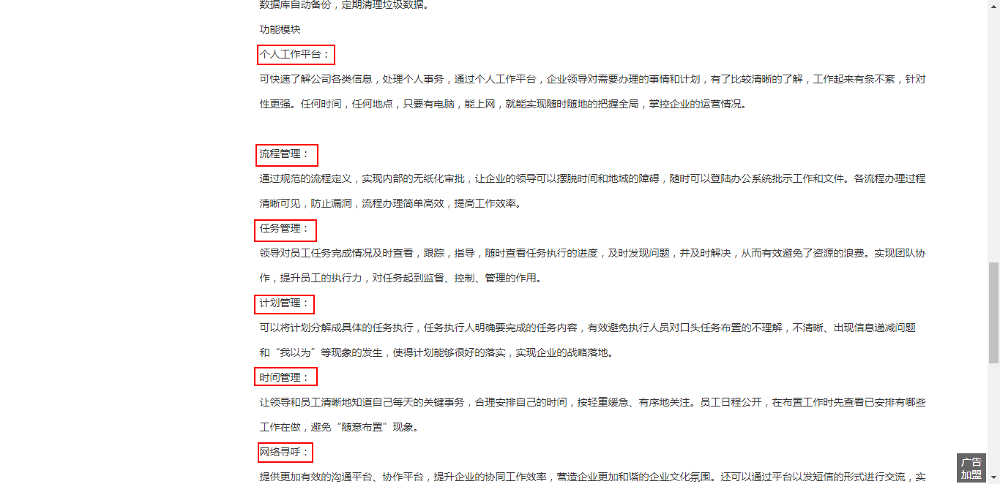 数据库自动备份，定期清理垃圾数据。
功能模块
个人工作平台：
可快速了解公司各类信息，处理个人事务，通过个人工作平台，企业领导对需要办理的事情和计划，有了比较清晰的了解，工作起来有条不紊，针对
性更强。任何时间，任何地点，只要有电脑，能上网，就能实现随时随地的把握全局，掌控企业的运营情况。
流程管理：
通过规范的流程定义，实现内部的无纸化审批，让企业的领导可以摆脱时间和地域的障碍，随时可以登陆办公系统批示工作和文件。各流程办理过程
清晰可见，防止漏洞，流程办理简单高效，提高工作效率。
任务管理：
领导对员工任务完成情况及时查看，跟踪，指导，随时查看任务执行的进度，及时发现问题，并及时解决，从而有效避免了资源的浪费。实现团队协
作，提升员工的执行力，对任务起到监督、控制、管理的作用。
计划管理：
可以将计划分解成具体的任务执行，任务执行人明确要完成的任务内容，有效避免执行人员对口头任务布置的不理解，不清晰、出现信息递减问题
和“我以为”等现象的发生，使得计划能够很好的落实，实现企业的战略落地。
时间管理：
让领导和员工清晰地知道自己每天的关键事务，合理安排自己的时间，按轻重缓急、有序地关注。员工日程公开，在布置工作时先查看已安排有哪些
工作在做，避免“随意布置”现象。
网络寻呼：
提供更加有效的沟通平台、协作平台，提升企业的协同工作效率，营造企业更加和谐的企业文化氛围。还可以通过平台以发短信的形式进行交流，实
广告
加盟